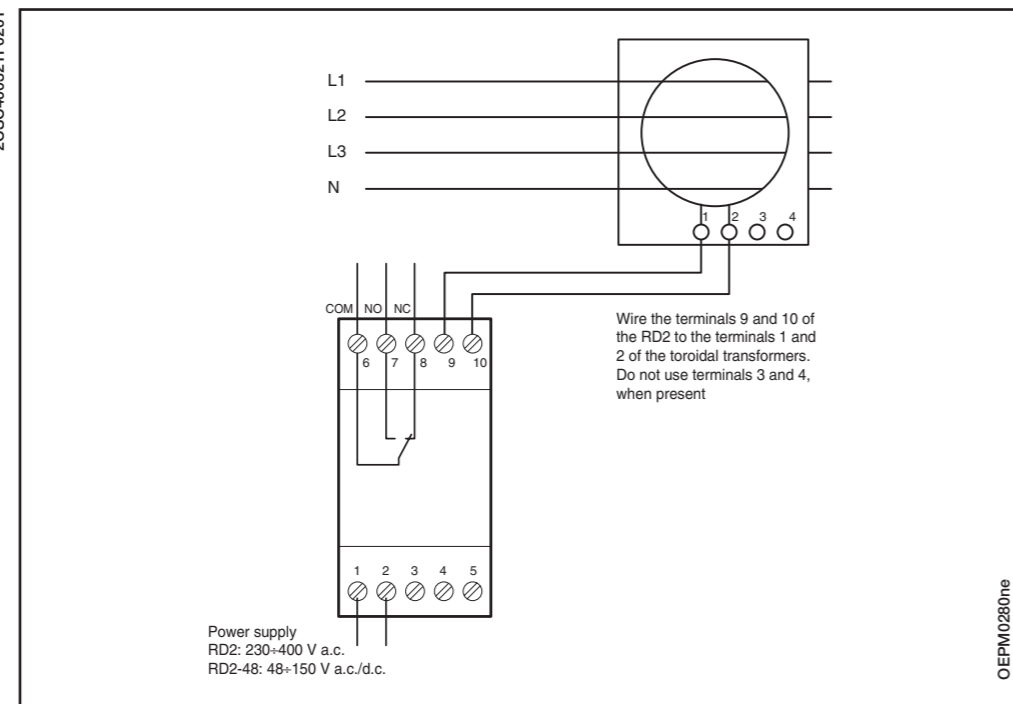 L1
L2
L3
N
1 2 3 4
COM NO NC
6 7 8 9 10
Wire the terminals 9 and 10 of
the RD2 to the terminals 1 and
2 of the toroidal transformers.
Do not use terminals 3 and 4,
when present
1 2 3 4 5
Power supply
RD2: 230÷400 V a.c.
RD2-48: 48÷150 V a.c./d.c.
OEPM0280ne